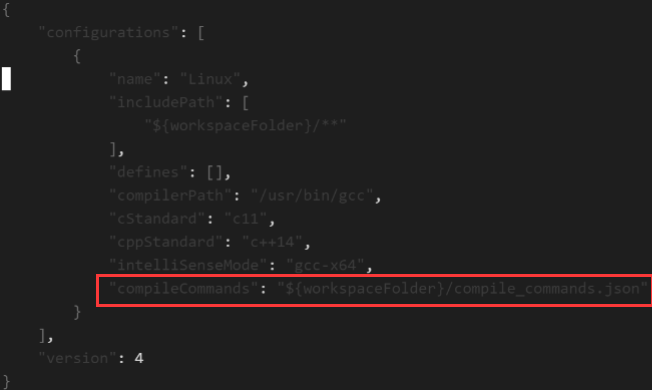 {
"configurations": [
{
"name": "Linux",
"includePath": [
"${workspaceFolder}/**"
],
"defines": [],
"compilerPath": "/usr/bin/gcc",
"cStandard": "c11",
"cppStandard": "c++14",
"intelliSenseMode": "gcc-x64",
"compileCommands": "${workspaceFolder}/compile_commands.json"
}
],
"version": 4
}